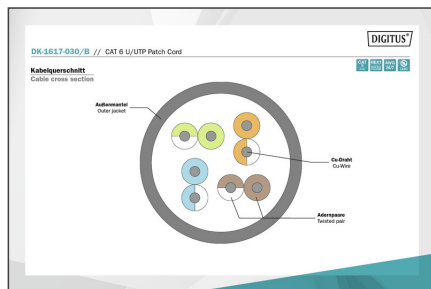 DIGITUS®
DK-1617-030/B // CAT 6 U/UTP Patch Cord
Kabelquerschnitt
Cable cross section
Außenmantel
Outer jacket
Cu-Draht
Cu-Wire
Adernpaare
Twisted pair